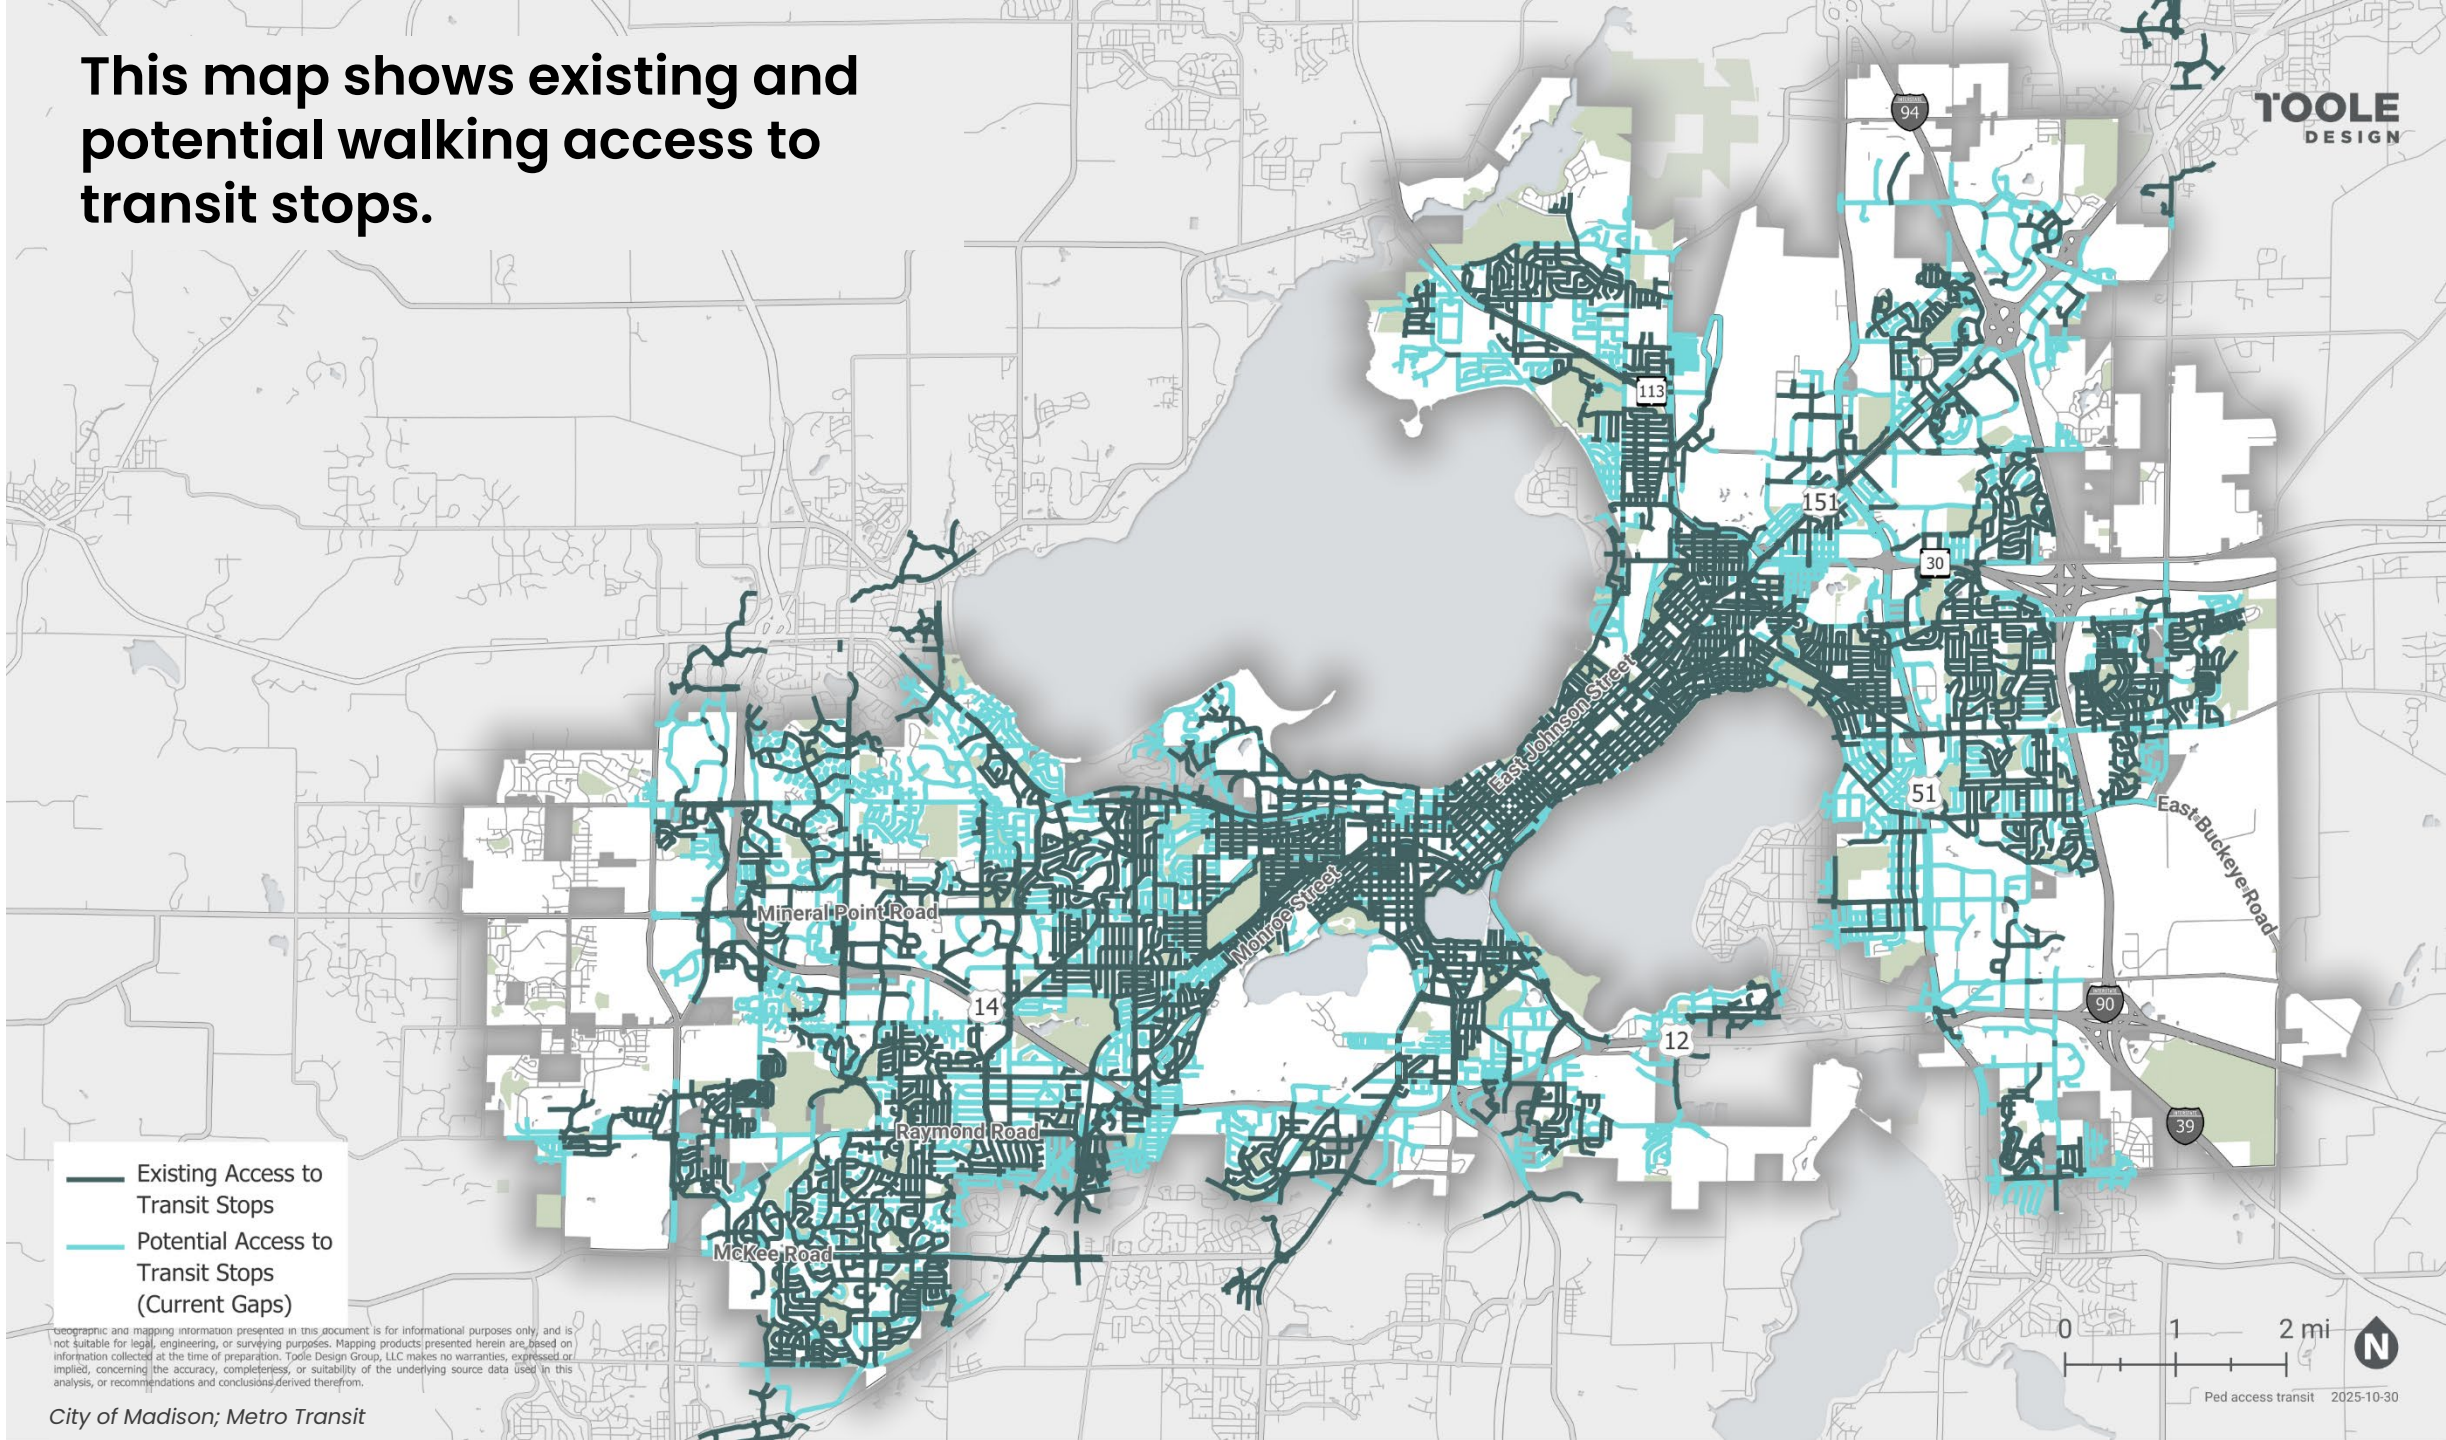 This map shows existing and
potential walking access to
transit stops.
TOOLE
DESIGN
INTERSTATE
94
113
151
30
East Johnson Street
51
East Buckeye Road
Mineral Point Road
Monroe Street
14
12
INTERSTATE
90
INTERSTATE
39
Raymond Road
McKee Road
Existing Access to
Transit Stops
Potential Access to
Transit Stops
(Current Gaps)
Geographic and mapping information presented in this document is for informational purposes only, and is
not suitable for legal, engineering, or surveying purposes. Mapping products presented herein are based on
information collected at the time of preparation. Toole Design Group, LLC makes no warranties, expressed or
implied, concerning the accuracy, completeness, or suitability of the underlying source data used in this
analysis, or recommendations and conclusions derived therefrom.
City of Madison; Metro Transit
0 1 2 mi
N
Ped access transit 2025-10-30